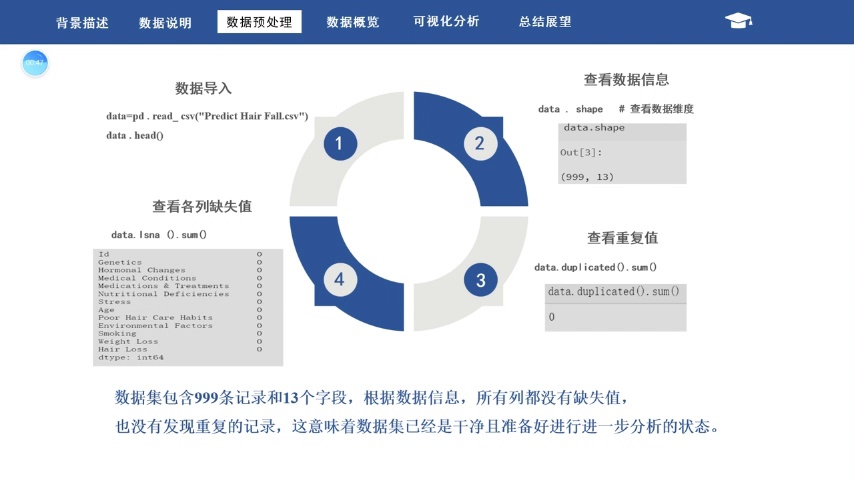 背景描述 数据说明 数据预处理 数据概览 可视化分析 总结展望
00:47
数据导入
data=pd . read_ csv("Predict Hair Fall.csv")
data . head()
1
查看数据信息
data . shape # 查看数据维度
data.shape
Out[3]:
(999, 13)
2
查看各列缺失值
data.Isna ().sum()
Id 0
Genetics 0
Hormonal Changes 0
Medical Conditions 0
Medications & Treatments 0
Nutritional Deficiencies 0
Stress 0
Age 0
Poor Hair Care Habits 0
Environmental Factors 0
Smoking 0
Weight Loss 0
Hair Loss 0
dtype: int64
4
查看重复值
data.duplicated().sum()
data.duplicated().sum()
0
3
数据集包含999条记录和13个字段，根据数据信息，所有列都没有缺失值，
也没有发现重复的记录，这意味着数据集已经是干净且准备好进行进一步分析的状态。